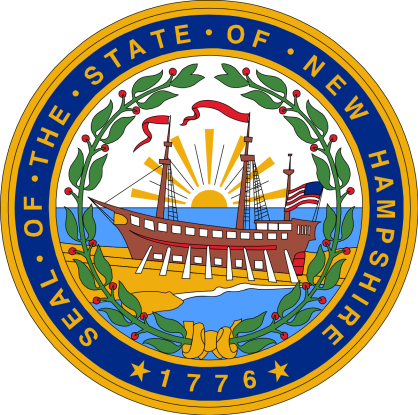 SEAL • OF • THE • STATE • OF • NEW HAMPSHIRE
★ 1776 ★